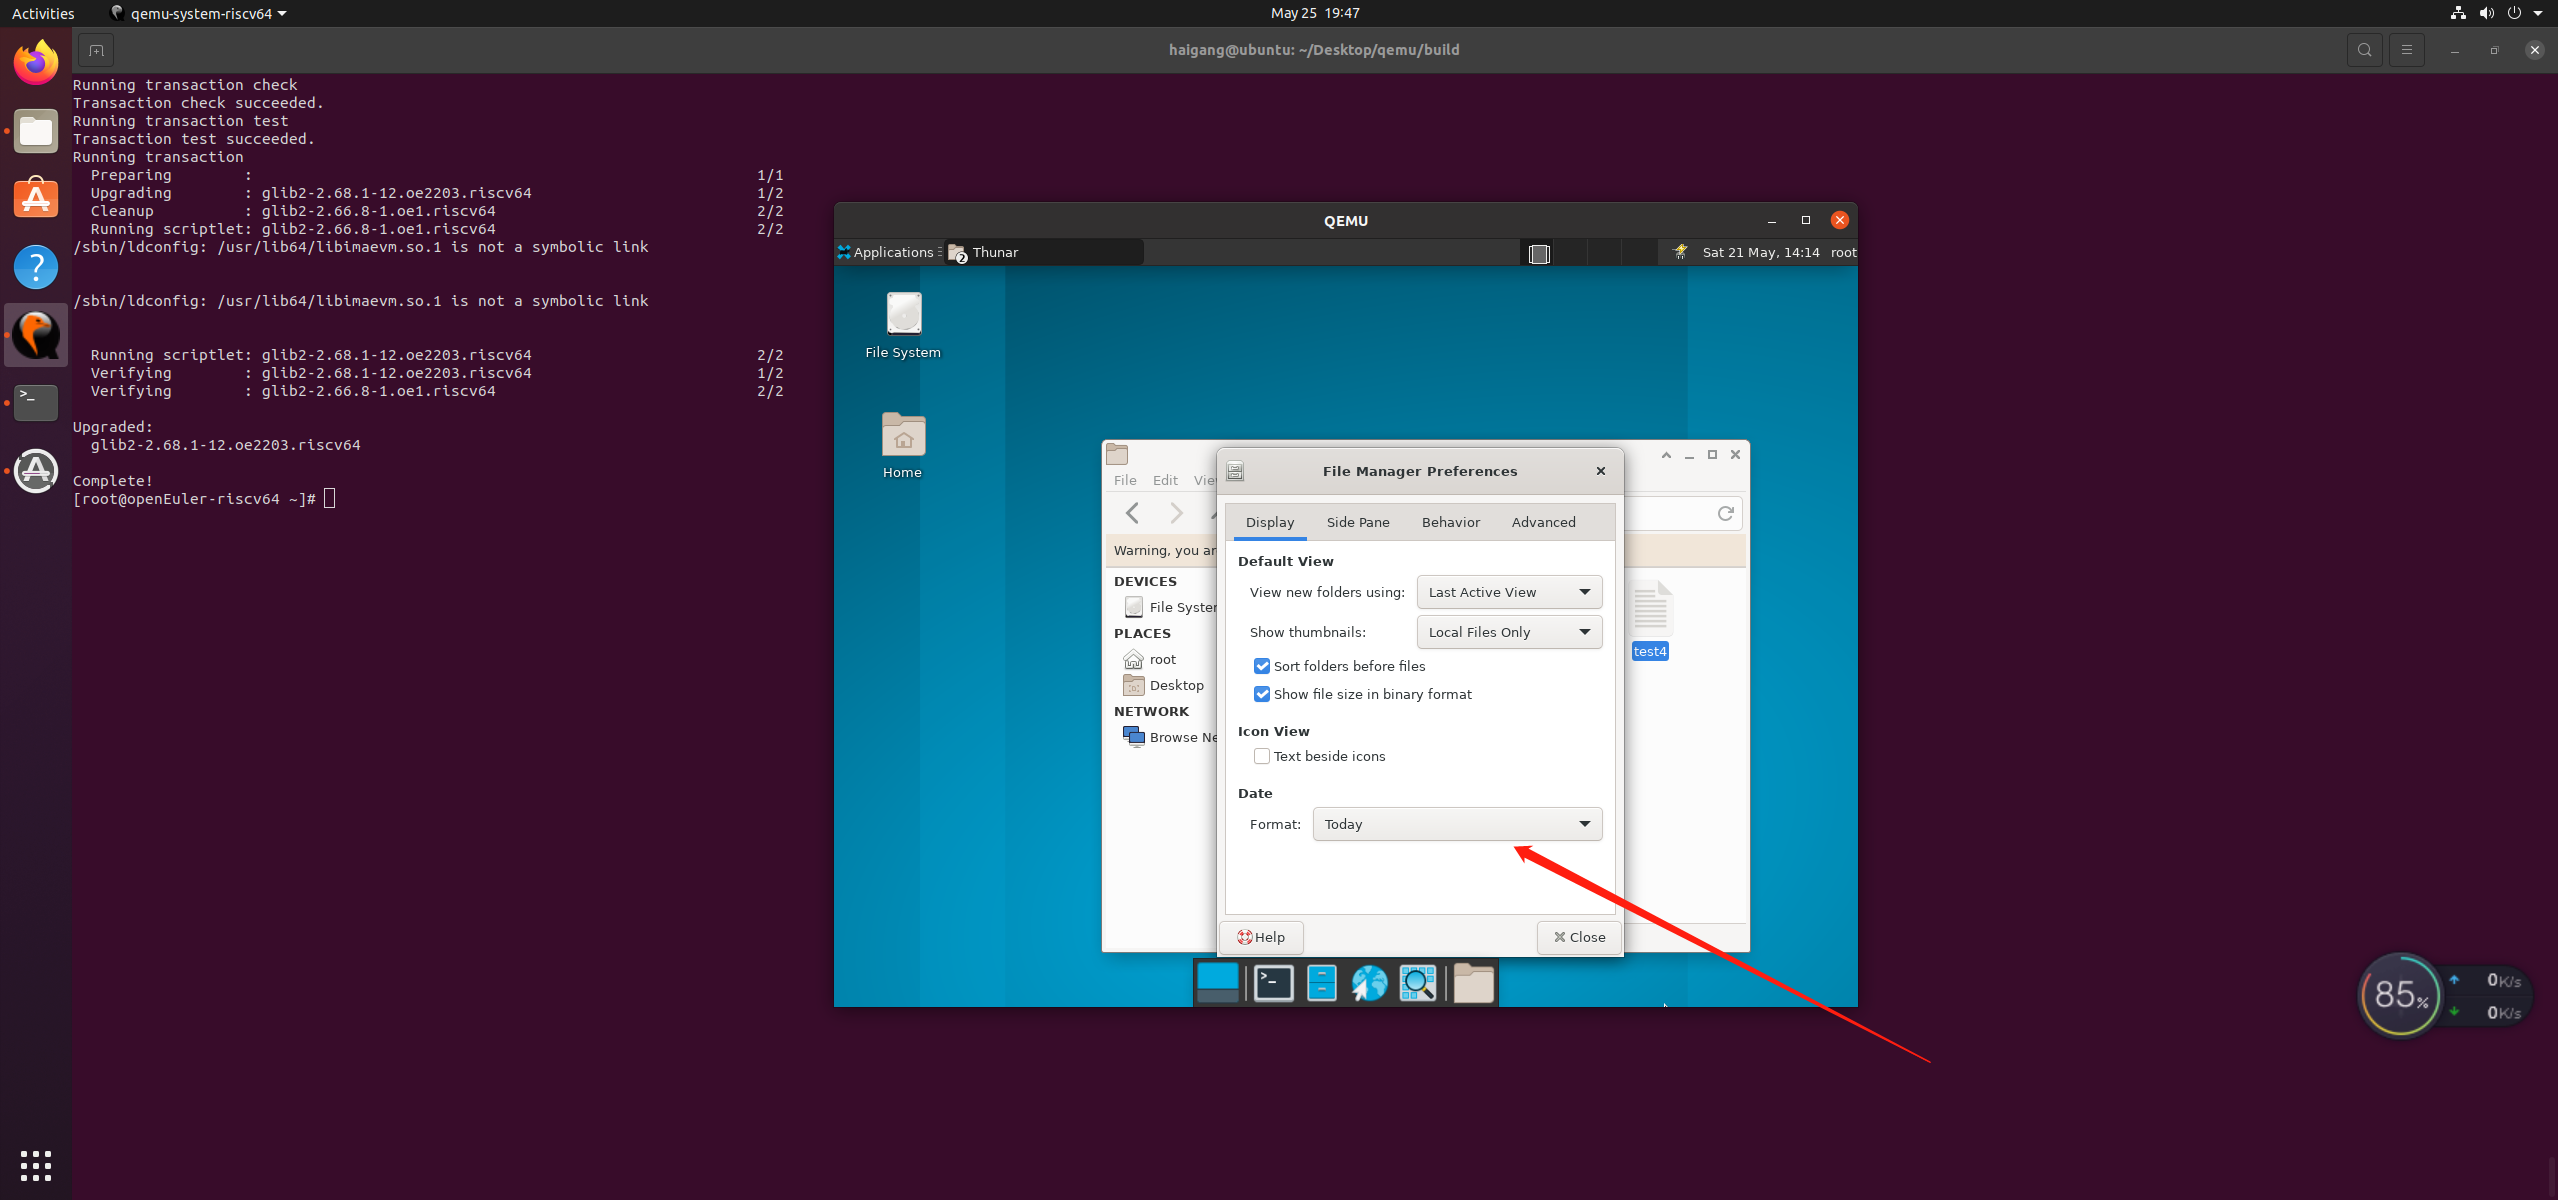 Activities
qemu-system-riscv64
May 25 19:47
haigang@ubuntu: ~/Desktop/qemu/build
Running transaction check
Transaction check succeeded.
Running transaction test
Transaction test succeeded.
Running transaction
Preparing : 1/1
Upgrading : glib2-2.68.1-12.oe2203.riscv64 1/2
Cleanup : glib2-2.66.8-1.oe1.riscv64 2/2
Running scriptlet: glib2-2.66.8-1.oe1.riscv64 2/2
/sbin/ldconfig: /usr/lib64/libimaevm.so.1 is not a symbolic link
/sbin/ldconfig: /usr/lib64/libimaevm.so.1 is not a symbolic link
Running scriptlet: glib2-2.68.1-12.oe2203.riscv64 2/2
Verifying : glib2-2.68.1-12.oe2203.riscv64 1/2
Verifying : glib2-2.66.8-1.oe1.riscv64 2/2
Upgraded:
glib2-2.68.1-12.oe2203.riscv64
Complete!
[root@openEuler-riscv64 ~]#
QEMU
Applications
2
Thunar
Sat 21 May, 14:14
root
File System
Home
File
Edit
Vie
Warning, you ar
DEVICES
File Syste
PLACES
root
Desktop
NETWORK
Browse Ne
test4
File Manager Preferences
Display
Side Pane
Behavior
Advanced
Default View
View new folders using: Last Active View
Show thumbnails: Local Files Only
Sort folders before files
Show file size in binary format
Icon View
Text beside icons
Date
Format: Today
Help
Close
85%
0K/s
0K/s